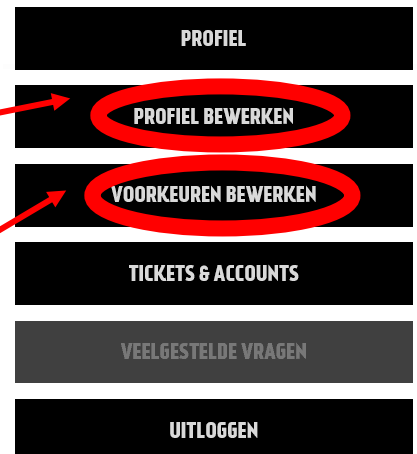 PROFIEL
PROFIEL BEWERKEN
VOORKEUREN BEWERKEN
TICKETS & ACCOUNTS
VEELGESTELDE VRAGEN
UITLOGGEN